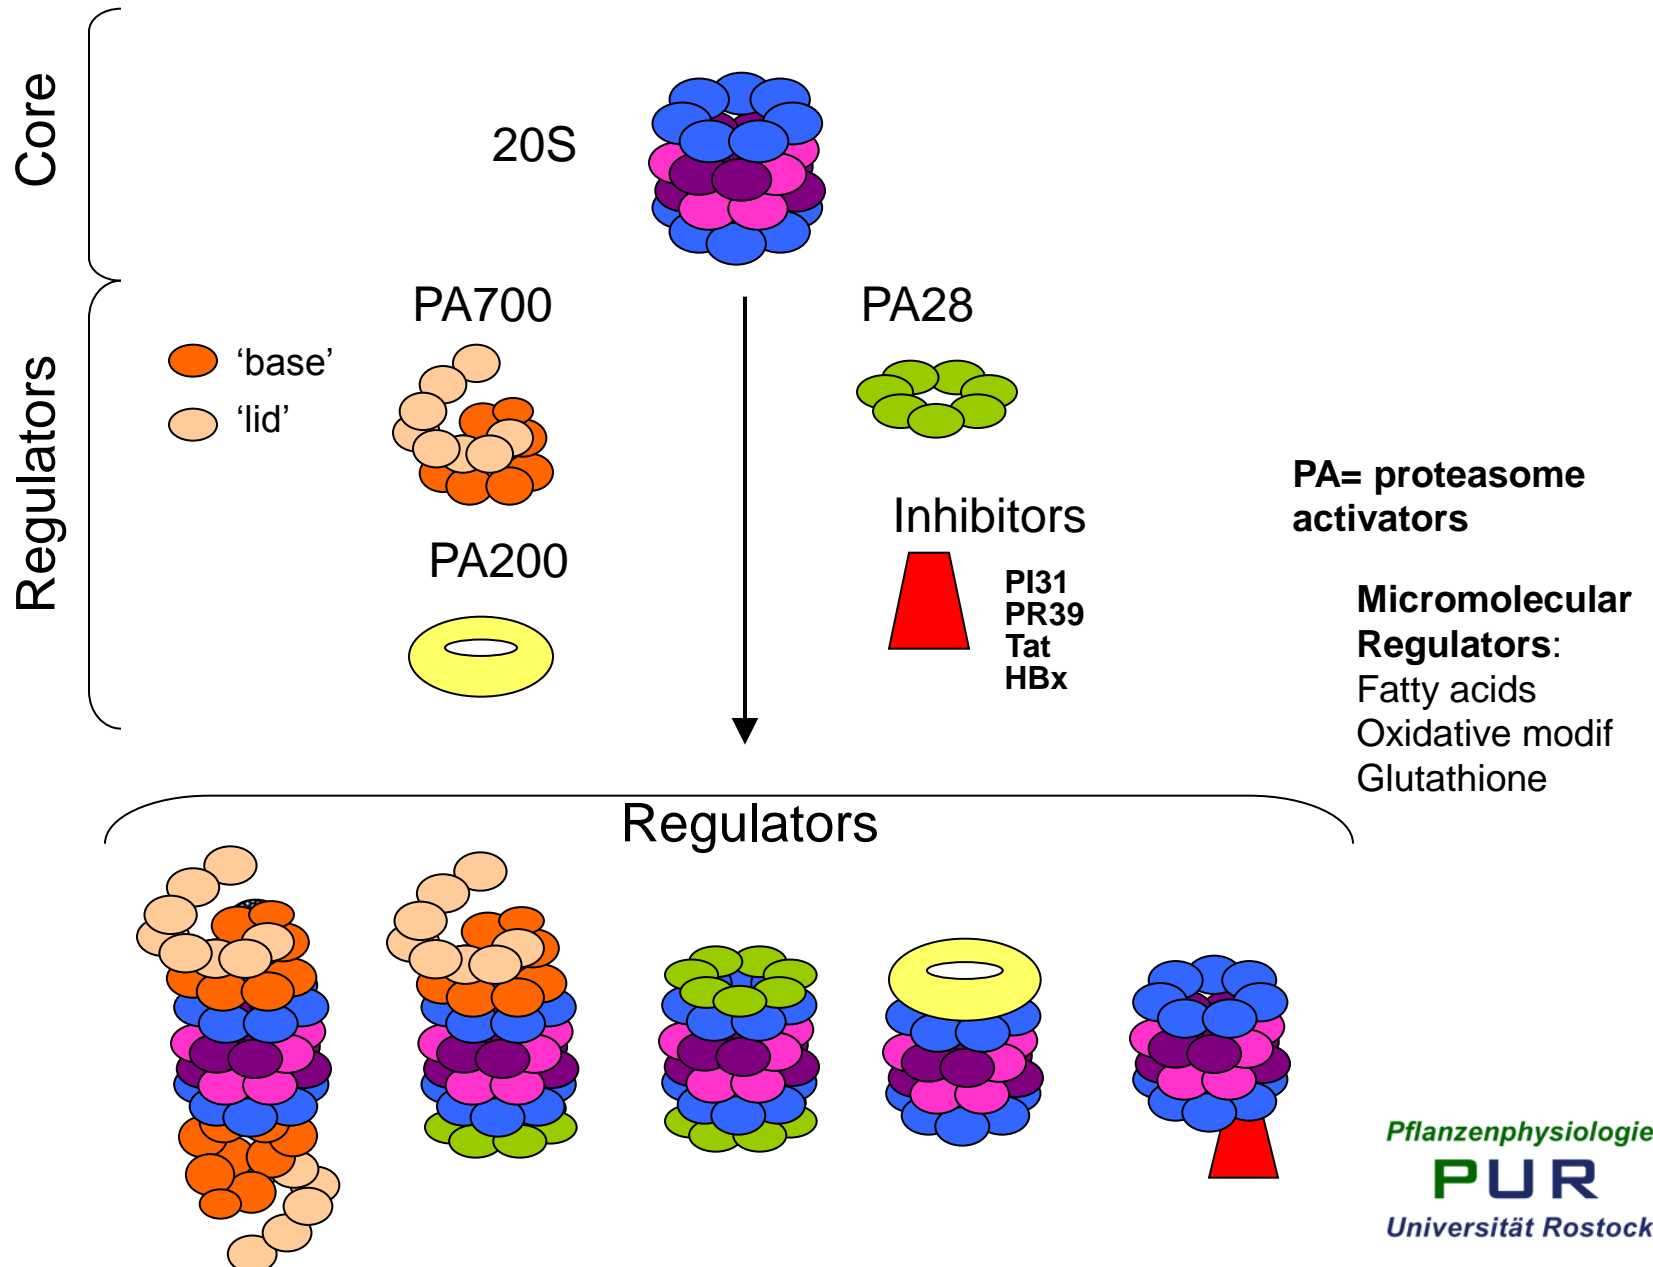 Core
20S
Regulators
PA700
PA28
‘base’
‘lid’
PA200
Inhibitors
PI31
PR39
Tat
HBx
PA= proteasome
activators
Micromolecular
Regulators:
Fatty acids
Oxidative modif
Glutathione
Regulators
Pflanzenphysiologie
PUR
Universität Rostock